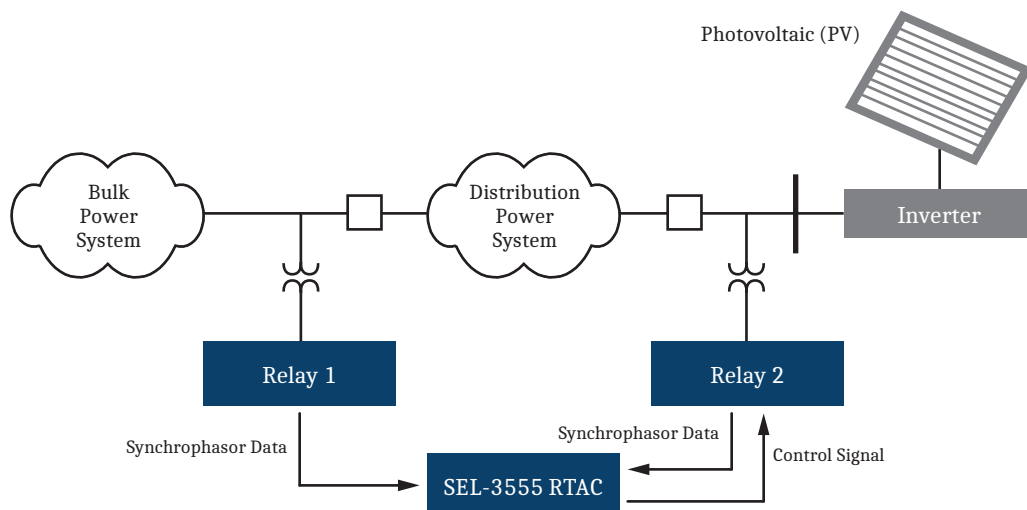 Photovoltaic (PV)
Bulk
Power
System
Distribution
Power
System
Inverter
Relay 1
Relay 2
Synchrophasor Data
Synchrophasor Data
Control Signal
SEL-3555 RTAC